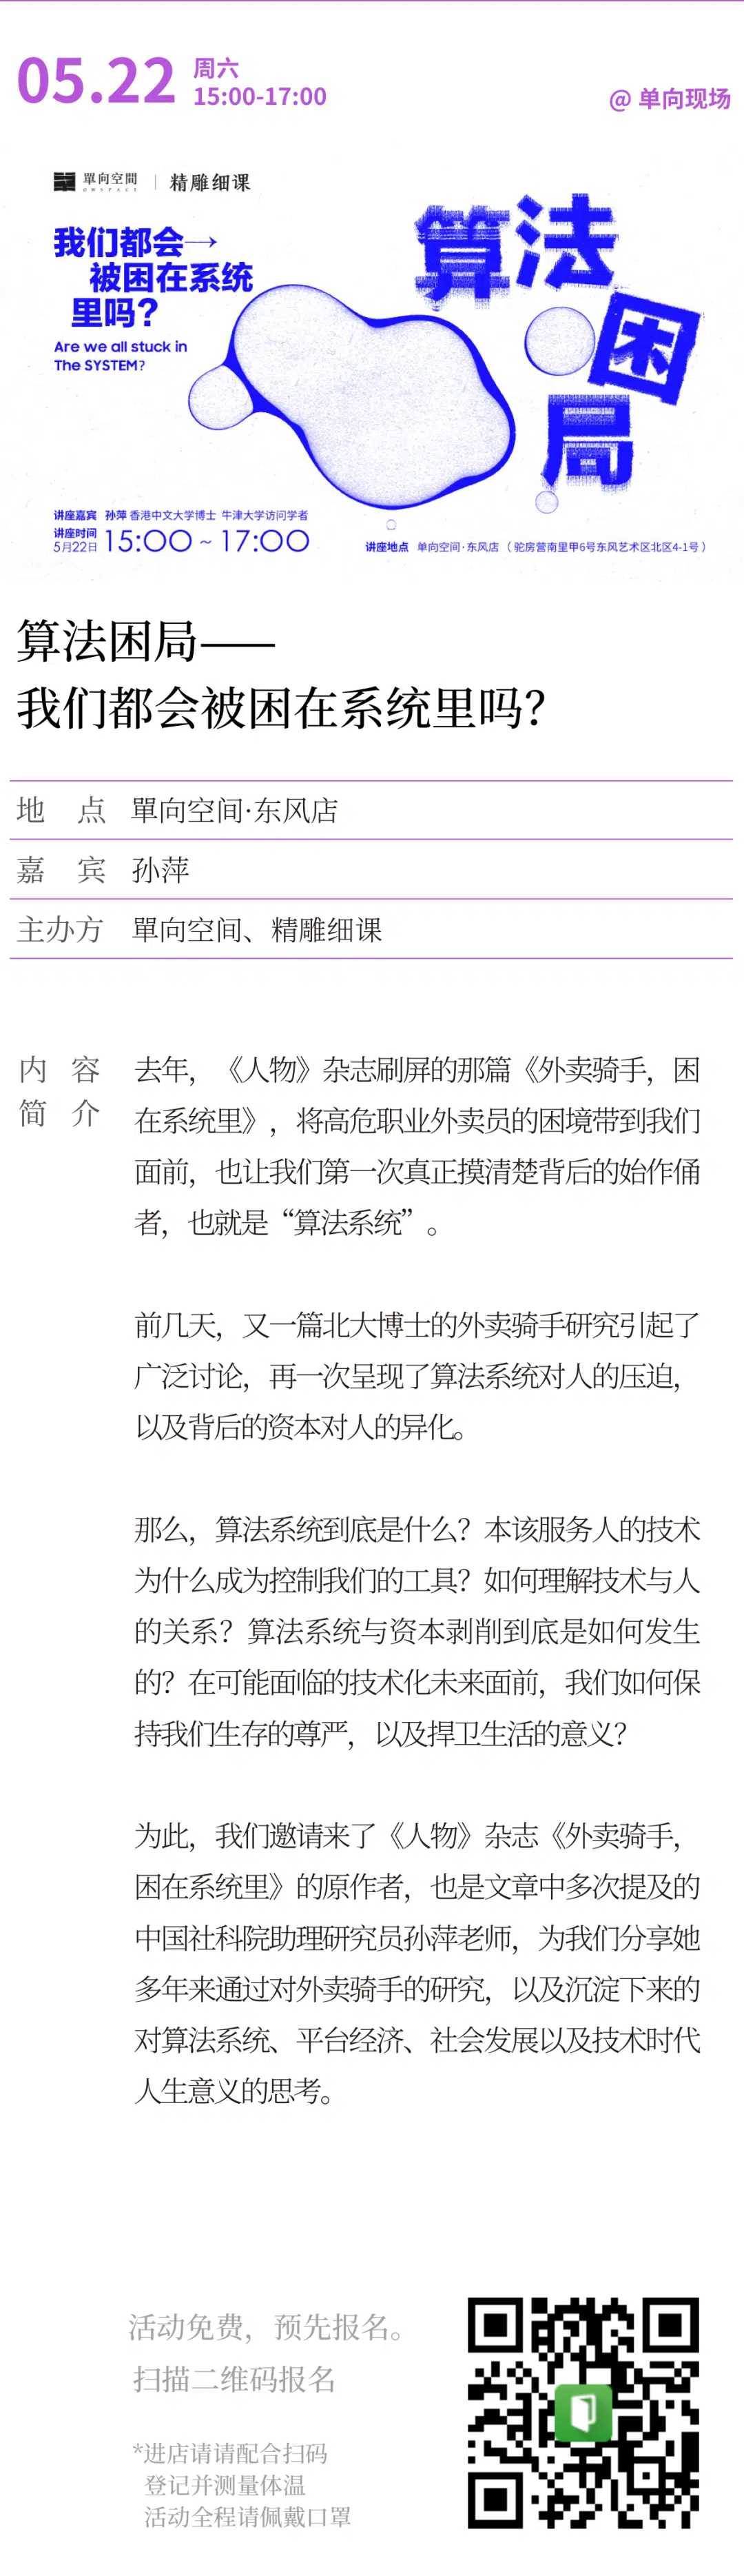 05.22
周六
15:00-17:00
@ 单向现场
單向空間
OWSPACE
精雕细课
我们都会→
被困在系统
里吗?
Are we all stuck in
The SYSTEM?
算法
困
局
讲座嘉宾 孙萍 香港中文大学博士 牛津大学访问学者
讲座时间
5月22日
15:00 ~ 17:00
讲座地点 单向空间·东风店（驼房营南里甲6号东风艺术区北区4-1号）
算法困局——
我们都会被困在系统里吗？
地 点 單向空间·东风店
嘉 宾 孙萍
主办方 單向空间、精雕细课
内 容
简 介
去年，《人物》杂志刷屏的那篇《外卖骑手，困
在系统里》，将高危职业外卖员的困境带到我们
面前，也让我们第一次真正摸清楚背后的始作俑
者，也就是“算法系统”。
前几天，又一篇北大博士的外卖骑手研究引起了
广泛讨论，再一次呈现了算法系统对人的压迫，
以及背后的资本对人的异化。
那么，算法系统到底是什么？本该服务人的技术
为什么成为控制我们的工具？如何理解技术与人
的关系？算法系统与资本剥削到底是如何发生
的？在可能面临的技术化未来面前，我们如何保
持我们生存的尊严，以及捍卫生活的意义？
为此，我们邀请来了《人物》杂志《外卖骑手，
困在系统里》的原作者，也是文章中多次提及的
中国社科院助理研究员孙萍老师，为我们分享她
多年来通过对外卖骑手的研究，以及沉淀下来的
对算法系统、平台经济、社会发展以及技术时代
人生意义的思考。
活动免费，预先报名。
扫描二维码报名
*进店请请配合扫码
登记并测量体温
活动全程请佩戴口罩